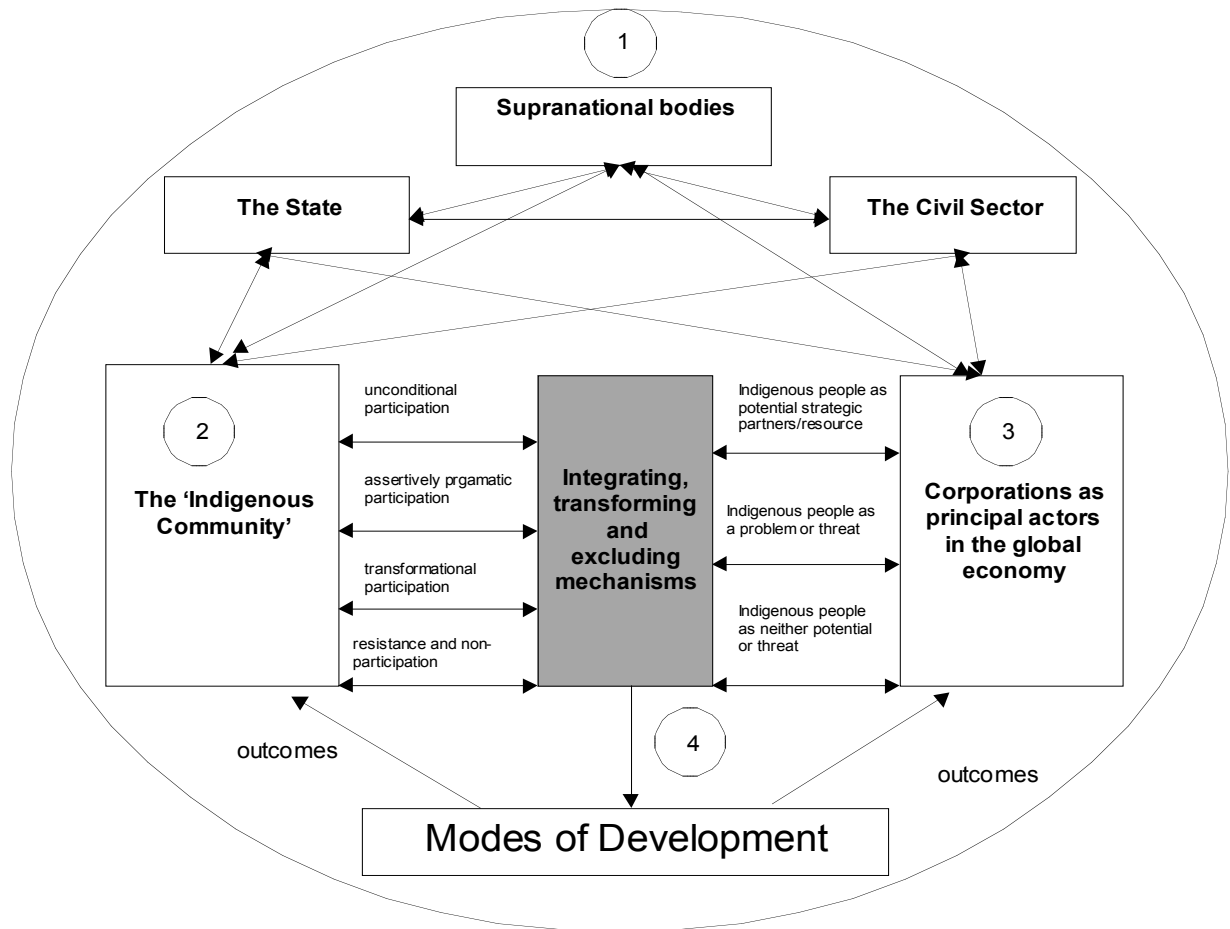 1
Supranational bodies
The State
The Civil Sector
2
The ‘Indigenous
Community’
unconditional
participation
assertively prgamatic
participation
transformational
participation
resistance and non-
participation
Integrating,
transforming
and
excluding
mechanisms
Indigenous people as
potential strategic
partners/resource
Indigenous people as
a problem or threat
Indigenous people
as neither potential
or threat
3
Corporations as
principal actors
in the global
economy
4
outcomes
outcomes
Modes of Development